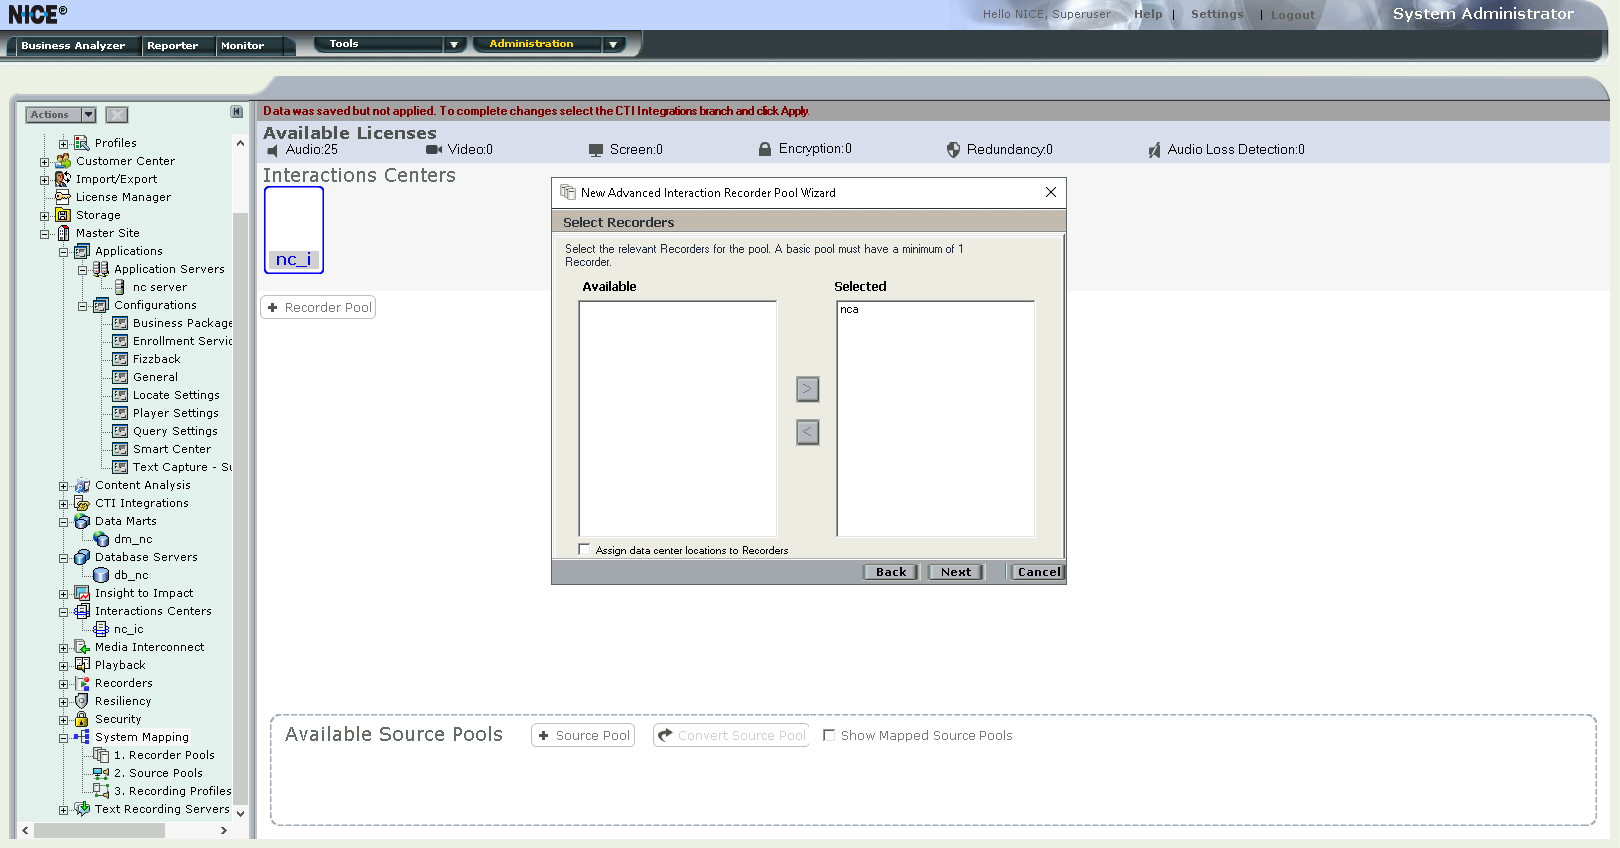 NICE®
Hello NICE, Superuser
Help | Settings | Logout
System Administrator
Business Analyzer
Reporter
Monitor
Tools
Administration
Actions
Profiles
Customer Center
Import/Export
License Manager
Storage
Master Site
Applications
Application Servers
nc server
Configurations
Business Package
Enrollment Servic
Fizzback
General
Locate Settings
Player Settings
Query Settings
Smart Center
Text Capture - Su
Content Analysis
CTI Integrations
Data Marts
dm_nc
Database Servers
db_nc
Insight to Impact
Interactions Centers
nc_ic
Media Interconnect
Playback
Recorders
Resiliency
Security
System Mapping
1. Recorder Pools
2. Source Pools
3. Recording Profiles
Text Recording Servers
Data was saved but not applied. To complete changes select the CTI Integrations branch and click Apply.
Available Licenses
Audio:25
Video:0
Screen:0
Encryption:0
Redundancy:0
Audio Loss Detection:0
Interactions Centers
nc_i
+ Recorder Pool
New Advanced Interaction Recorder Pool Wizard
Select Recorders
Select the relevant Recorders for the pool. A basic pool must have a minimum of 1
Recorder.
Available
Selected
nca
>
<
Assign data center locations to Recorders
Back
Next
Cancel
Available Source Pools
+ Source Pool
Convert Source Pool
Show Mapped Source Pools